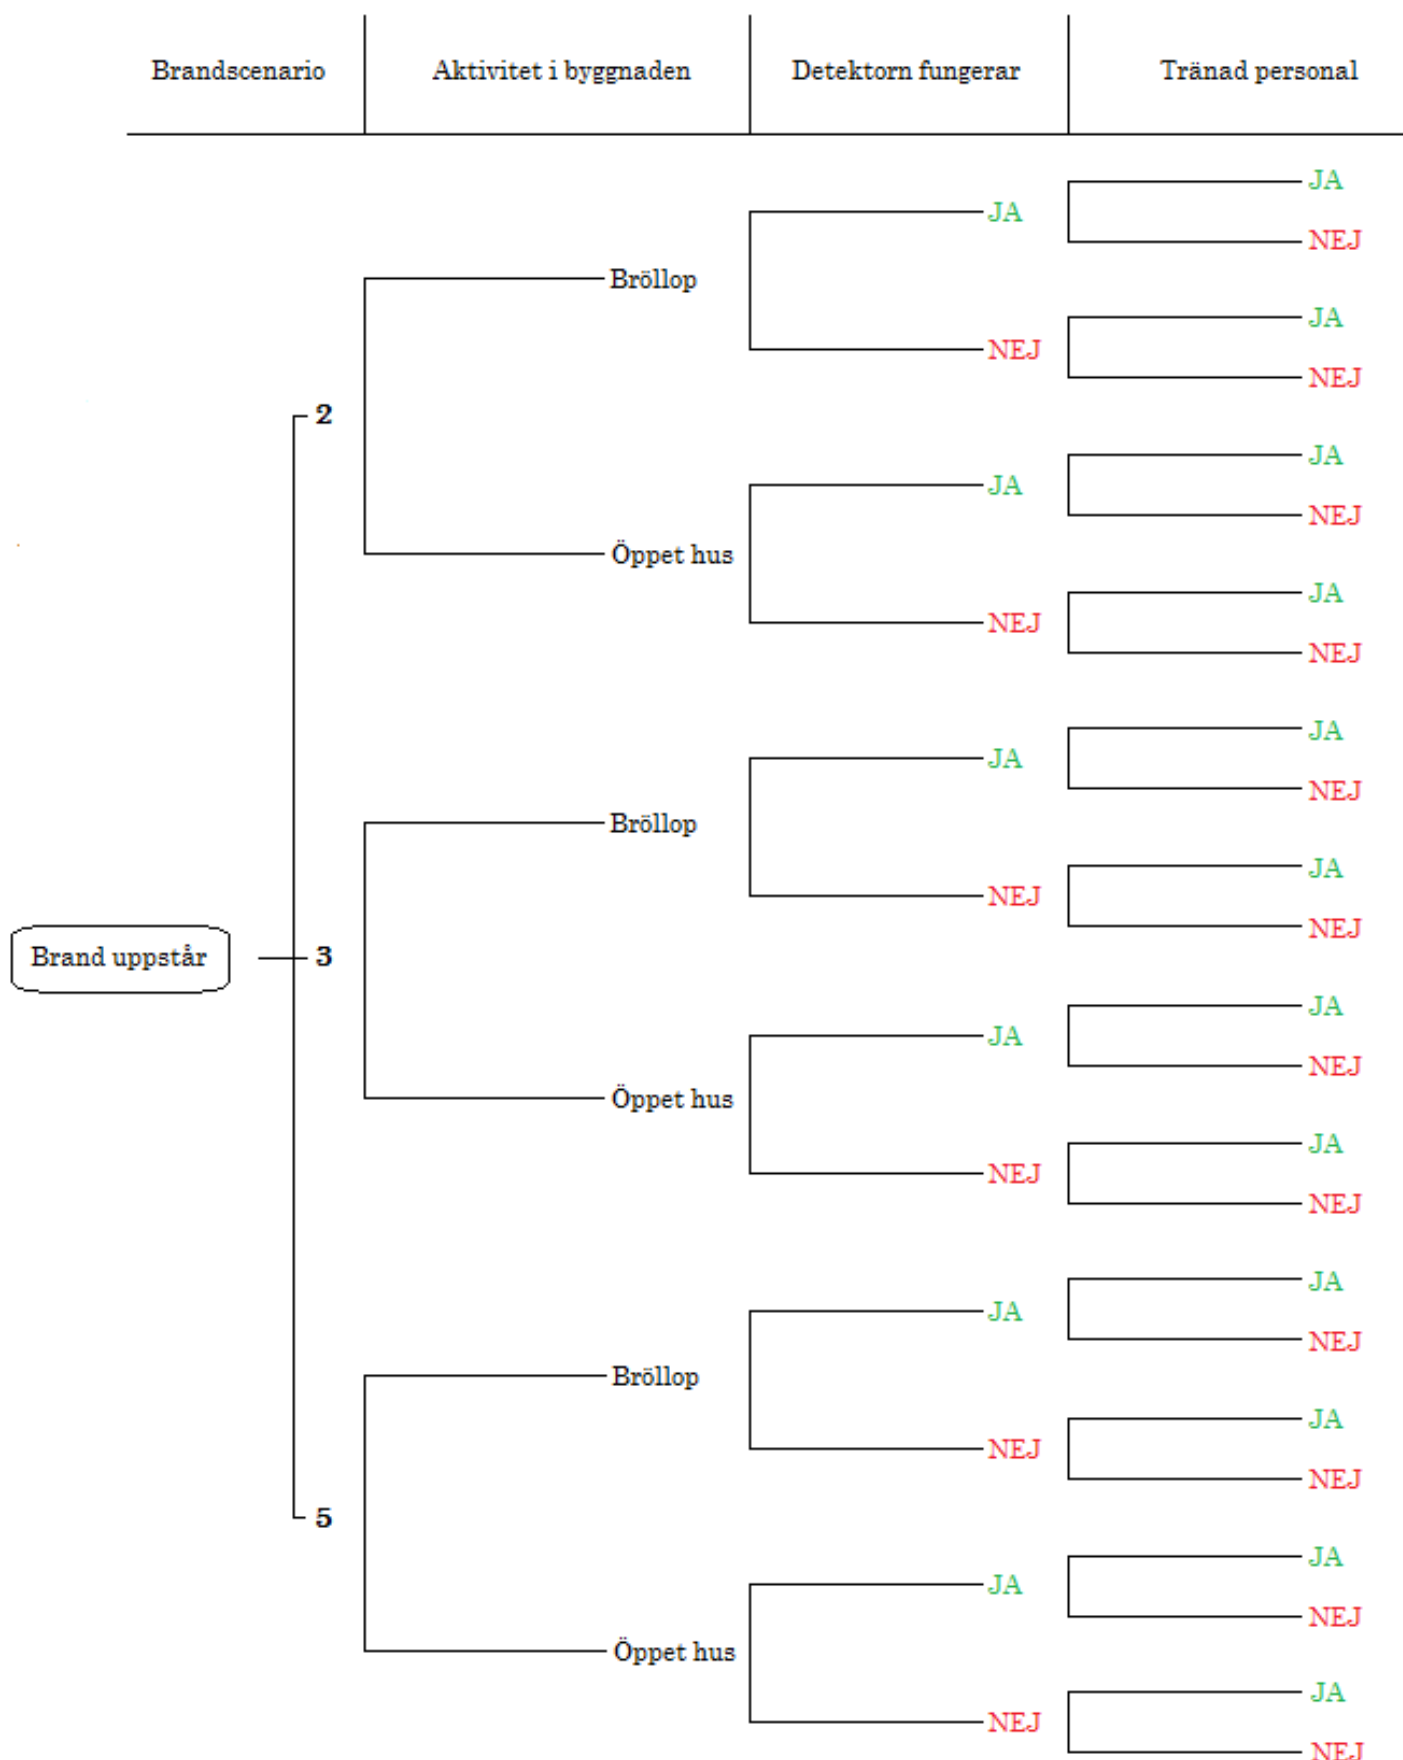 Brandscenario
Aktivitet i byggnaden
Detektorn fungerar
Tränad personal
JA
JA
NEJ
Bröllop
JA
NEJ
NEJ
2
JA
JA
NEJ
Öppet hus
JA
NEJ
NEJ
JA
JA
NEJ
Bröllop
JA
NEJ
NEJ
Brand uppstår
3
JA
JA
NEJ
Öppet hus
JA
NEJ
NEJ
JA
JA
NEJ
Bröllop
JA
NEJ
NEJ
5
JA
JA
NEJ
Öppet hus
JA
NEJ
NEJ